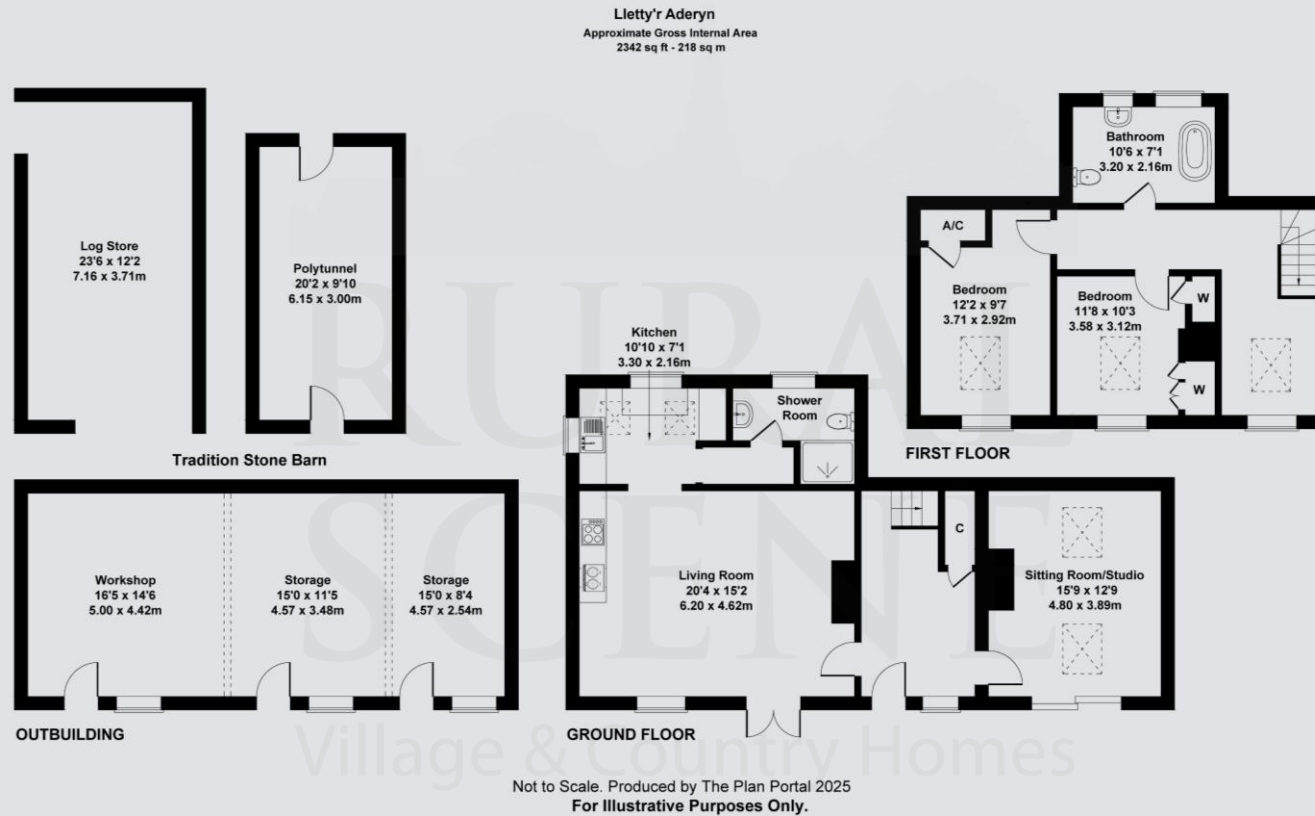 Lletty'r Aderyn
Approximate Gross Internal Area
2342 sq ft - 218 sq m
Log Store
23'6 x 12'2
7.16 x 3.71m
Polytunnel
20'2 x 9'10
6.15 x 3.00m
Tradition Stone Barn
Workshop
16'5 x 14'6
5.00 x 4.42m
Storage
15'0 x 11'5
4.57 x 3.48m
Storage
15'0 x 8'4
4.57 x 2.54m
OUTBUILDING
Kitchen
10'10 x 7'1
3.30 x 2.16m
Shower
Room
Living Room
20'4 x 15'2
6.20 x 4.62m
C
Sitting Room/Studio
15'9 x 12'9
4.80 x 3.89m
GROUND FLOOR
Bathroom
10'6 x 7'1
3.20 x 2.16m
A/C
Bedroom
12'2 x 9'7
3.71 x 2.92m
Bedroom
11'8 x 10'3
3.58 x 3.12m
W
W
FIRST FLOOR
RURAL
SCENE
Village & Country Homes
Not to Scale. Produced by The Plan Portal 2025
For Illustrative Purposes Only.